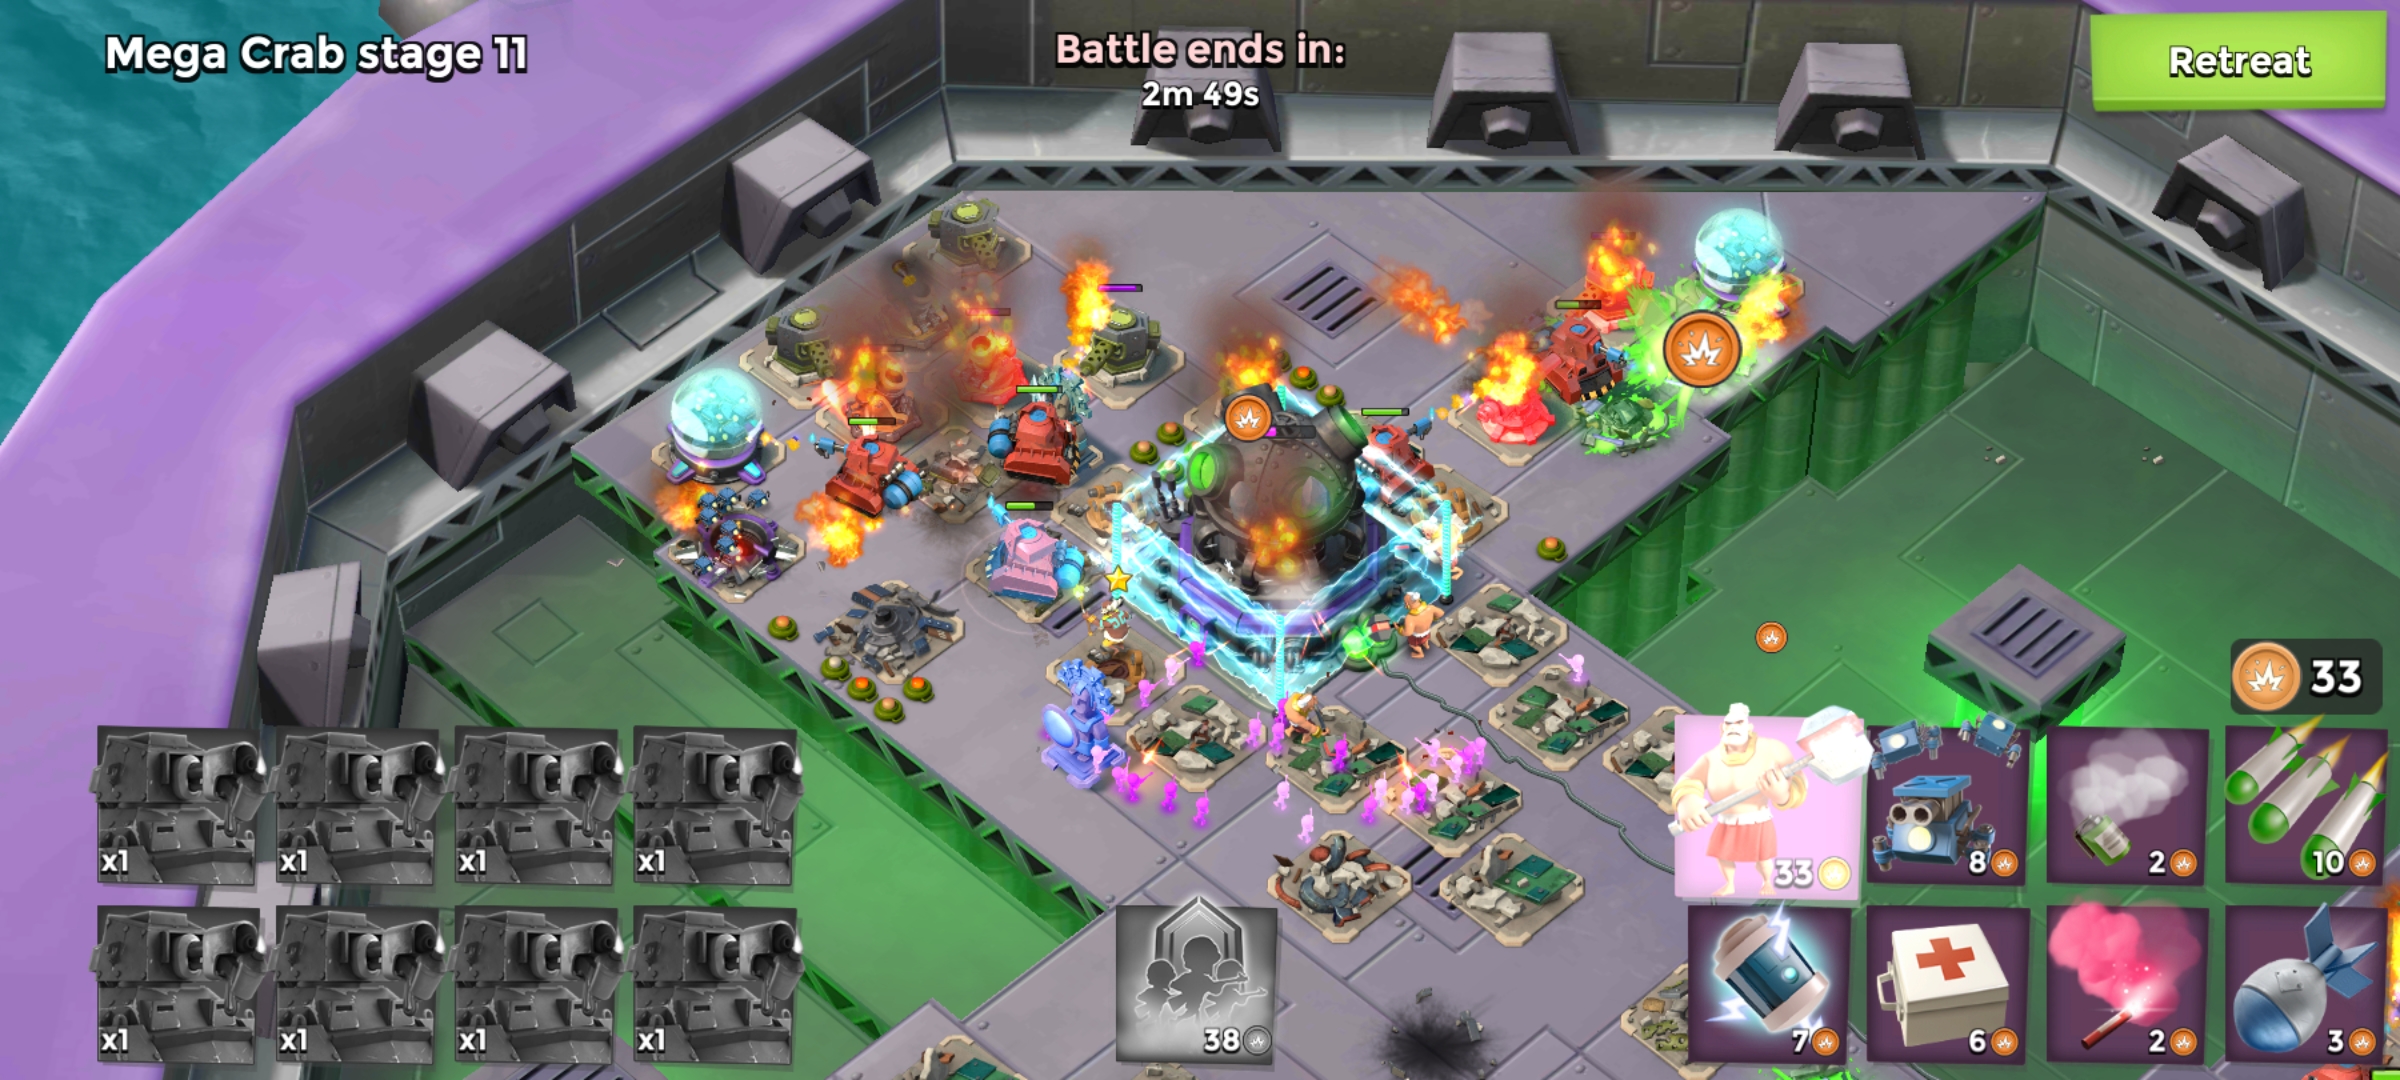 Mega Crab stage 11
Battle ends in:
2m 49s
Retreat
33
x1
x1
x1
x1
33
8
2
10
x1
x1
x1
x1
38
7
6
2
3